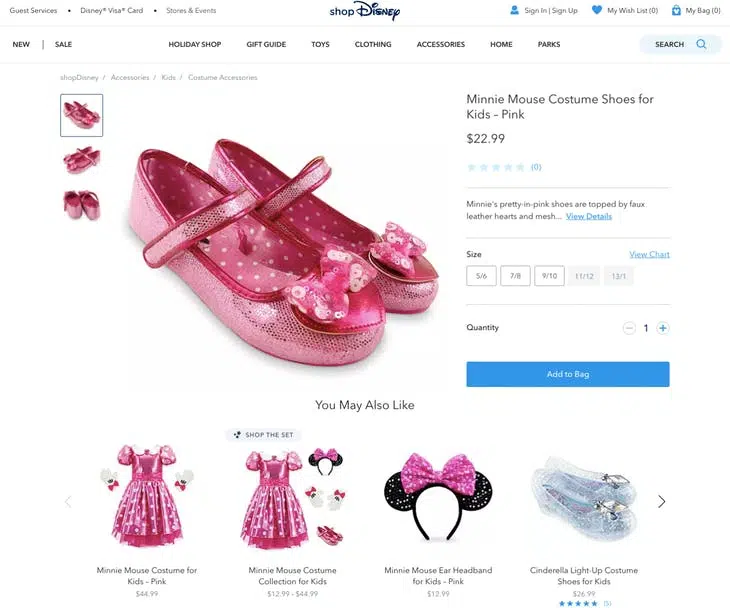 Guest Services • Disney® Visa® Card • Stores & Events
shop Disney
Sign In | Sign Up
My Wish List (0)
My Bag (0)
NEW | SALE
HOLIDAY SHOP GIFT GUIDE TOYS CLOTHING ACCESSORIES HOME PARKS
SEARCH
shopDisney / Accessories / Kids / Costume Accessories
Minnie Mouse Costume Shoes for
Kids – Pink
$22.99
(0)
Minnie's pretty-in-pink shoes are topped by faux
leather hearts and mesh... View Details
Size View Chart
5/6 7/8 9/10 11/12 13/1
Quantity 1
Add to Bag
You May Also Like
SHOP THE SET
Minnie Mouse Costume for
Kids – Pink
$44.99
Minnie Mouse Costume
Collection for Kids
$12.99 - $44.99
Minnie Mouse Ear Headband
for Kids – Pink
$12.99
Cinderella Light-Up Costume
Shoes for Kids
$26.99
(5)